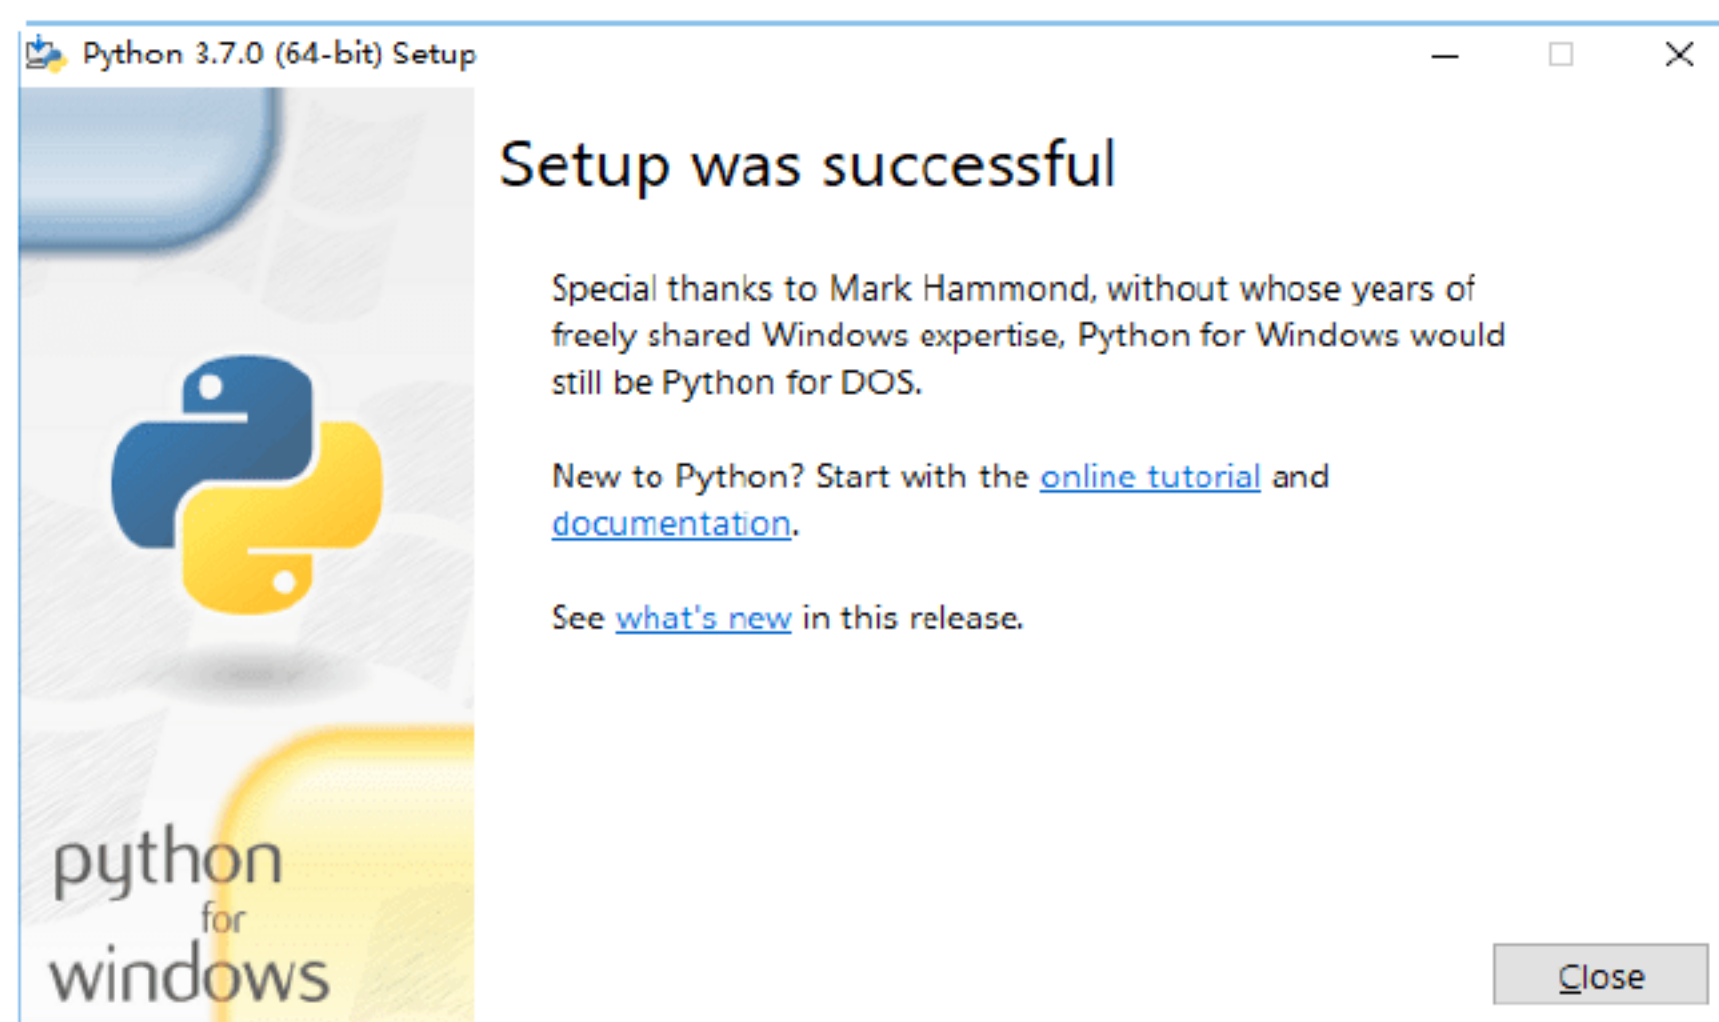 Python 3.7.0 (64-bit) Setup
Setup was successful
Special thanks to Mark Hammond, without whose years of
freely shared Windows expertise, Python for Windows would
still be Python for DOS.
New to Python? Start with the online tutorial and
documentation.
See what's new in this release.
python
for
windows
Close